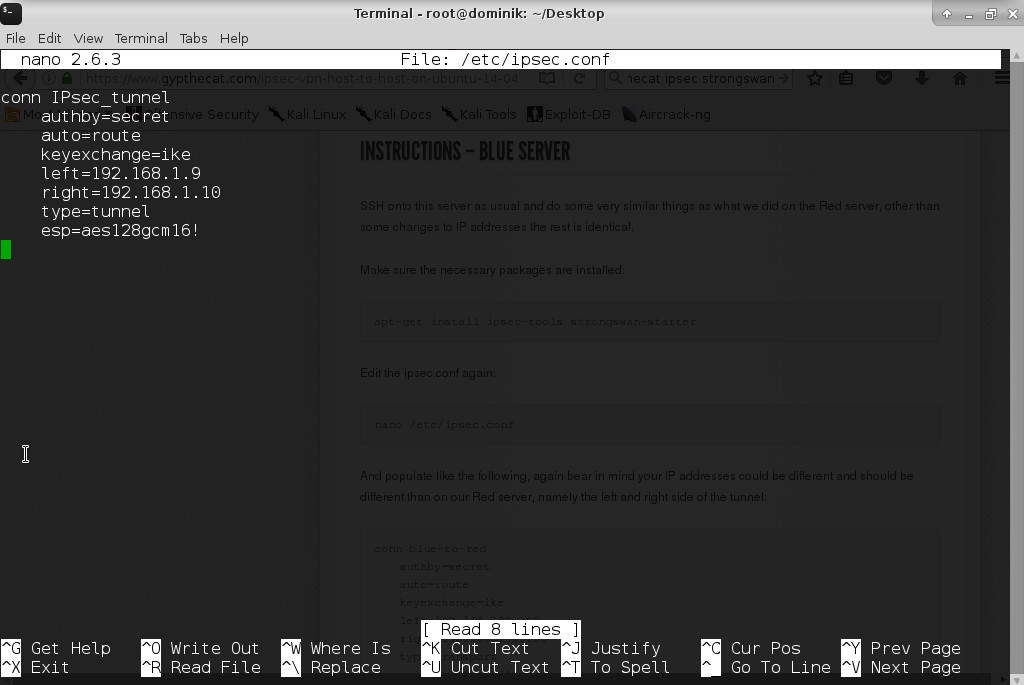 Terminal - root@dominik: ~/Desktop
File Edit View Terminal Tabs Help
nano 2.6.3 File: /etc/ipsec.conf
https://www.gypthecat.com/ipsec-vpn-host-to-host-on-ubuntu-14-04 hecat ipsec strongswan
conn IPsec_tunnel
authby=secret
Offensive Security Kali Linux Kali Docs Kali Tools Exploit-DB Aircrack-ng
auto=route
keyexchange=ike
left=192.168.1.9
right=192.168.1.10
type=tunnel
esp=aes128gcm16!
INSTRUCTIONS – BLUE SERVER
SSH onto this server as usual and do some very similar things as what we did on the Red server, other than
some changes to IP addresses the rest is identical.
Make sure the necessary packages are installed:
apt-get install ipsec-tools strongswan-starter
Edit the ipsec.conf again:
nano /etc/ipsec.conf
And populate like the following, again bear in mind your IP addresses could be different and should be
different than on our Red server, namely the left and right side of the tunnel:
conn blue-to-red
authby=secret
auto=route
keyexchange=ike
[ Read 8 lines ]
^G Get Help ^O Write Out ^W Where Is ^K Cut Text ^J Justify ^C Cur Pos ^Y Prev Page
^X Exit ^R Read File ^\ Replace ^U Uncut Text ^T To Spell ^_ Go To Line ^V Next Page